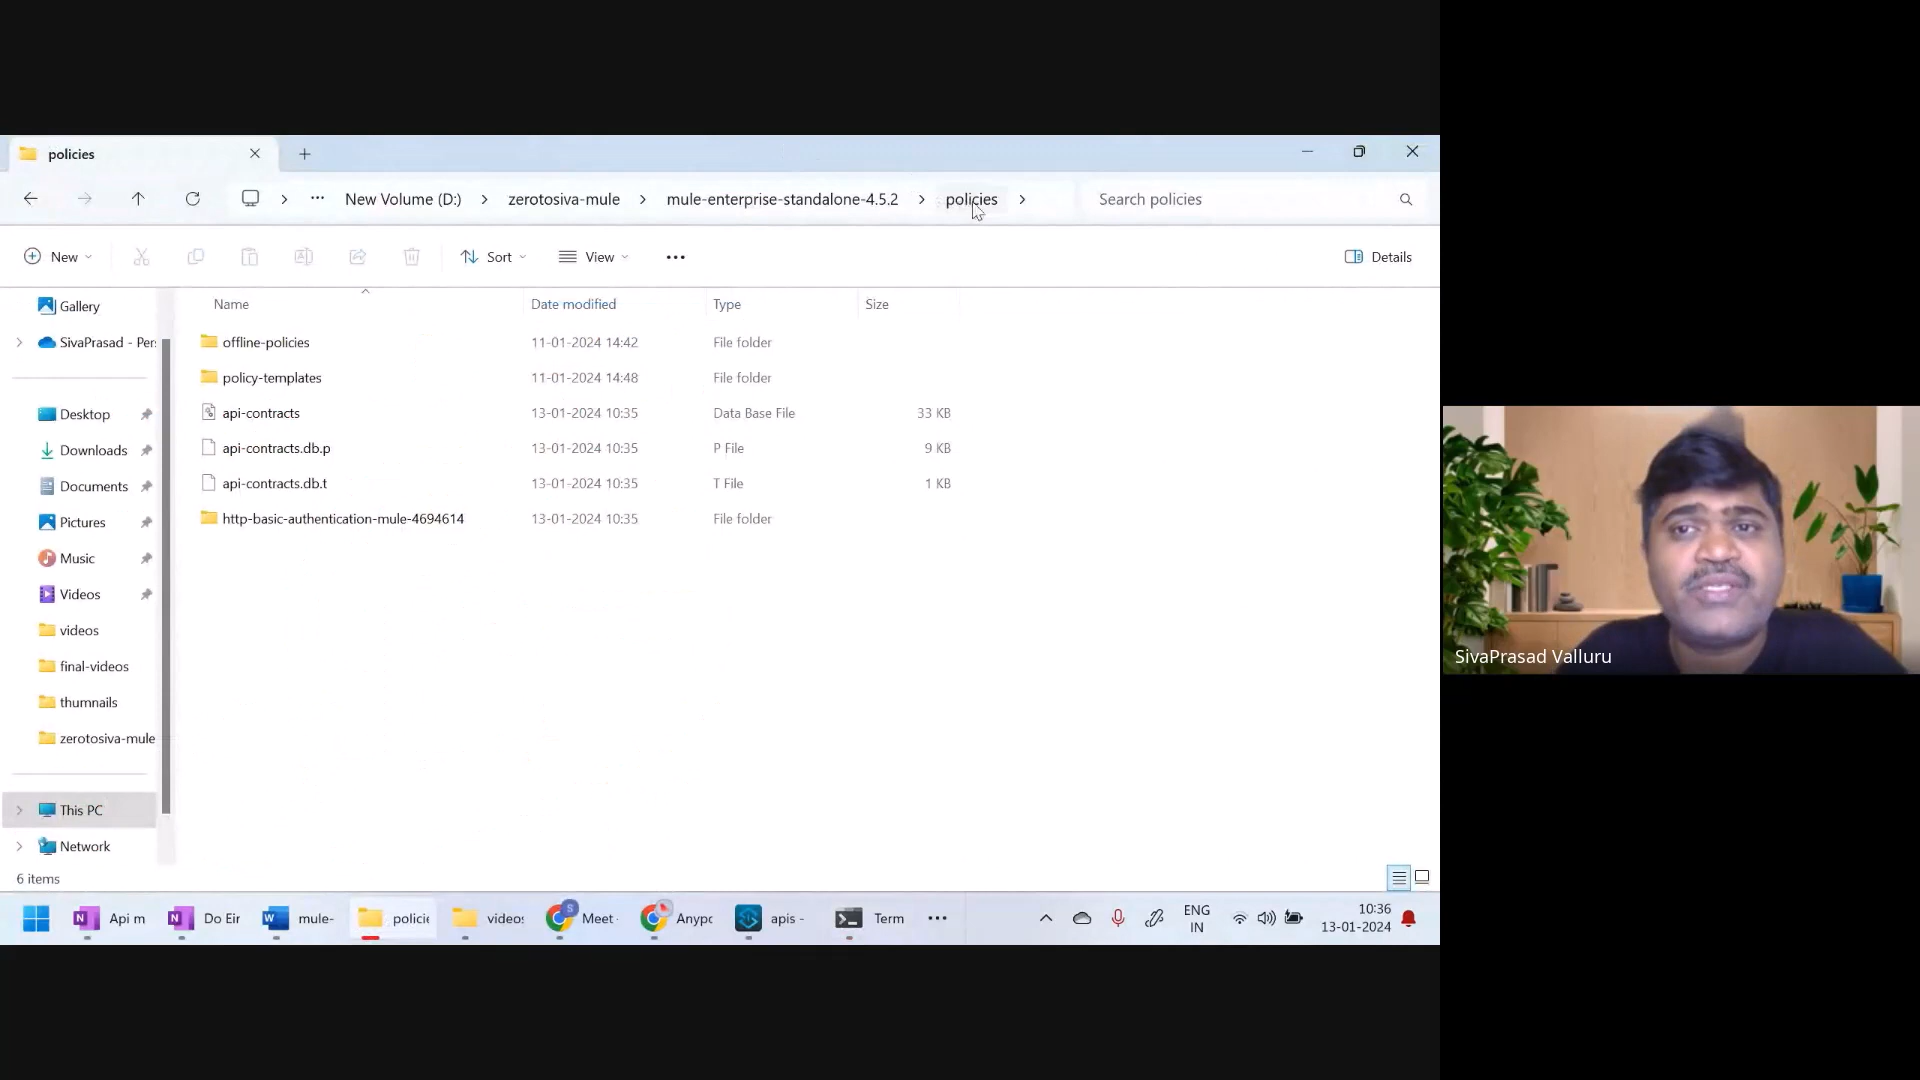 policies
New Volume (D:)
zerotosiva-mule
mule-enterprise-standalone-4.5.2
policies
Search policies
New
Sort
View
Details
Name
Date modified
Type
Size
offline-policies 11-01-2024 14:42 File folder
policy-templates 11-01-2024 14:48 File folder
api-contracts 13-01-2024 10:35 Data Base File 33 KB
api-contracts.db.p 13-01-2024 10:35 P File 9 KB
api-contracts.db.t 13-01-2024 10:35 T File 1 KB
http-basic-authentication-mule-4694614 13-01-2024 10:35 File folder
Gallery
SivaPrasad - Per
Desktop
Downloads
Documents
Pictures
Music
Videos
videos
final-videos
thumnails
zerotosiva-mule
This PC
Network
6 items
Api m
Do Eir
mule-
policie
videos
Meet
Anypo
apis -
Term
ENG
IN
10:36
13-01-2024
SivaPrasad Valluru